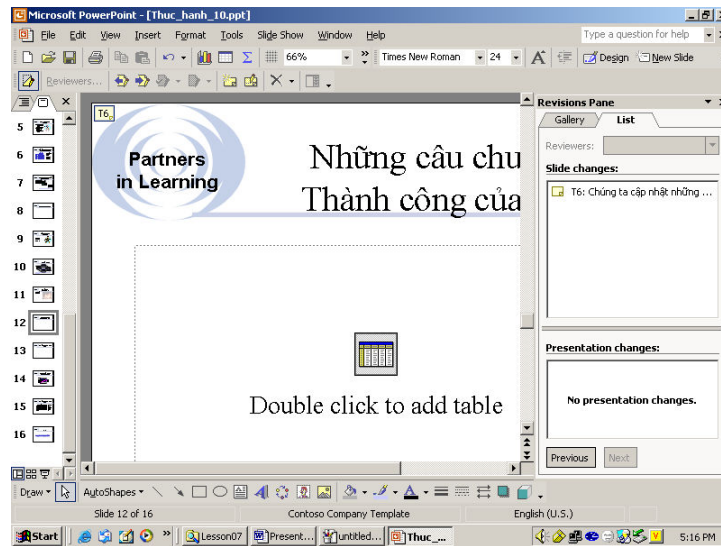 Microsoft PowerPoint - [Thuc_hanh_10.ppt]
File Edit View Insert Format Tools Slide Show Window Help Type a question for help
66% Times New Roman 24 A Design New Slide
Reviewers...
T6
Revisions Pane
Gallery List
Reviewers:
Slide changes:
T6: Chúng ta cập nhật những ...
Partners
in Learning
Những câu chu
Thành công của
5
6
7
8
9
10
11
12
13
14
15
16
Double click to add table
Presentation changes:
No presentation changes.
Previous Next
Draw AutoShapes
Slide 12 of 16 Contoso Company Template English (U.S.)
Start Lesson07 Present... untitled... Thuc_... V 5:16 PM